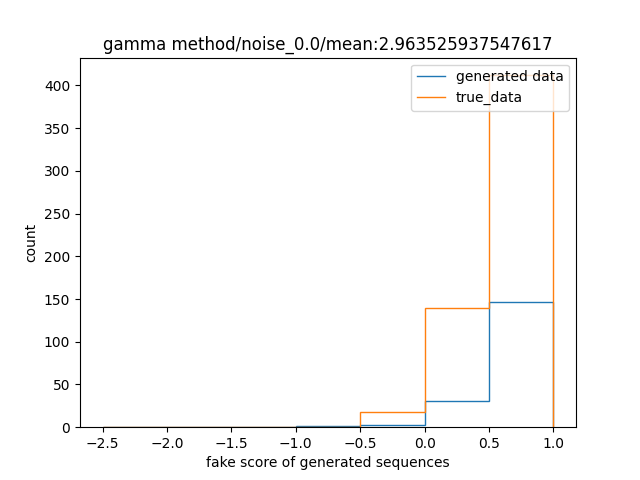 gamma method/noise_0.0/mean:2.963525937547617
generated data
true_data
400
350
300
250
200
150
100
50
0
count
−2.5 −2.0 −1.5 −1.0 −0.5 0.0 0.5 1.0
fake score of generated sequences